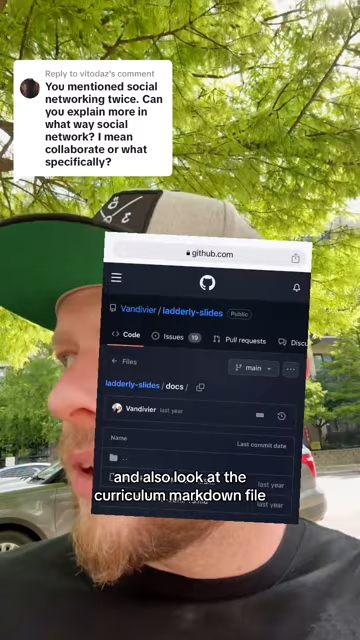 Reply to vitodaz's comment
You mentioned social
networking twice. Can
you explain more in
what way social
network? I mean
collaborate or what
specifically?
github.com
Vandivier/ladderly-slides Public
Code Issues 19 Pull requests
Files main
ladderly-slides/docs/
Vandivier last year
Name Last commit date
..
and also look at the
last year
curriculum markdown file
last year